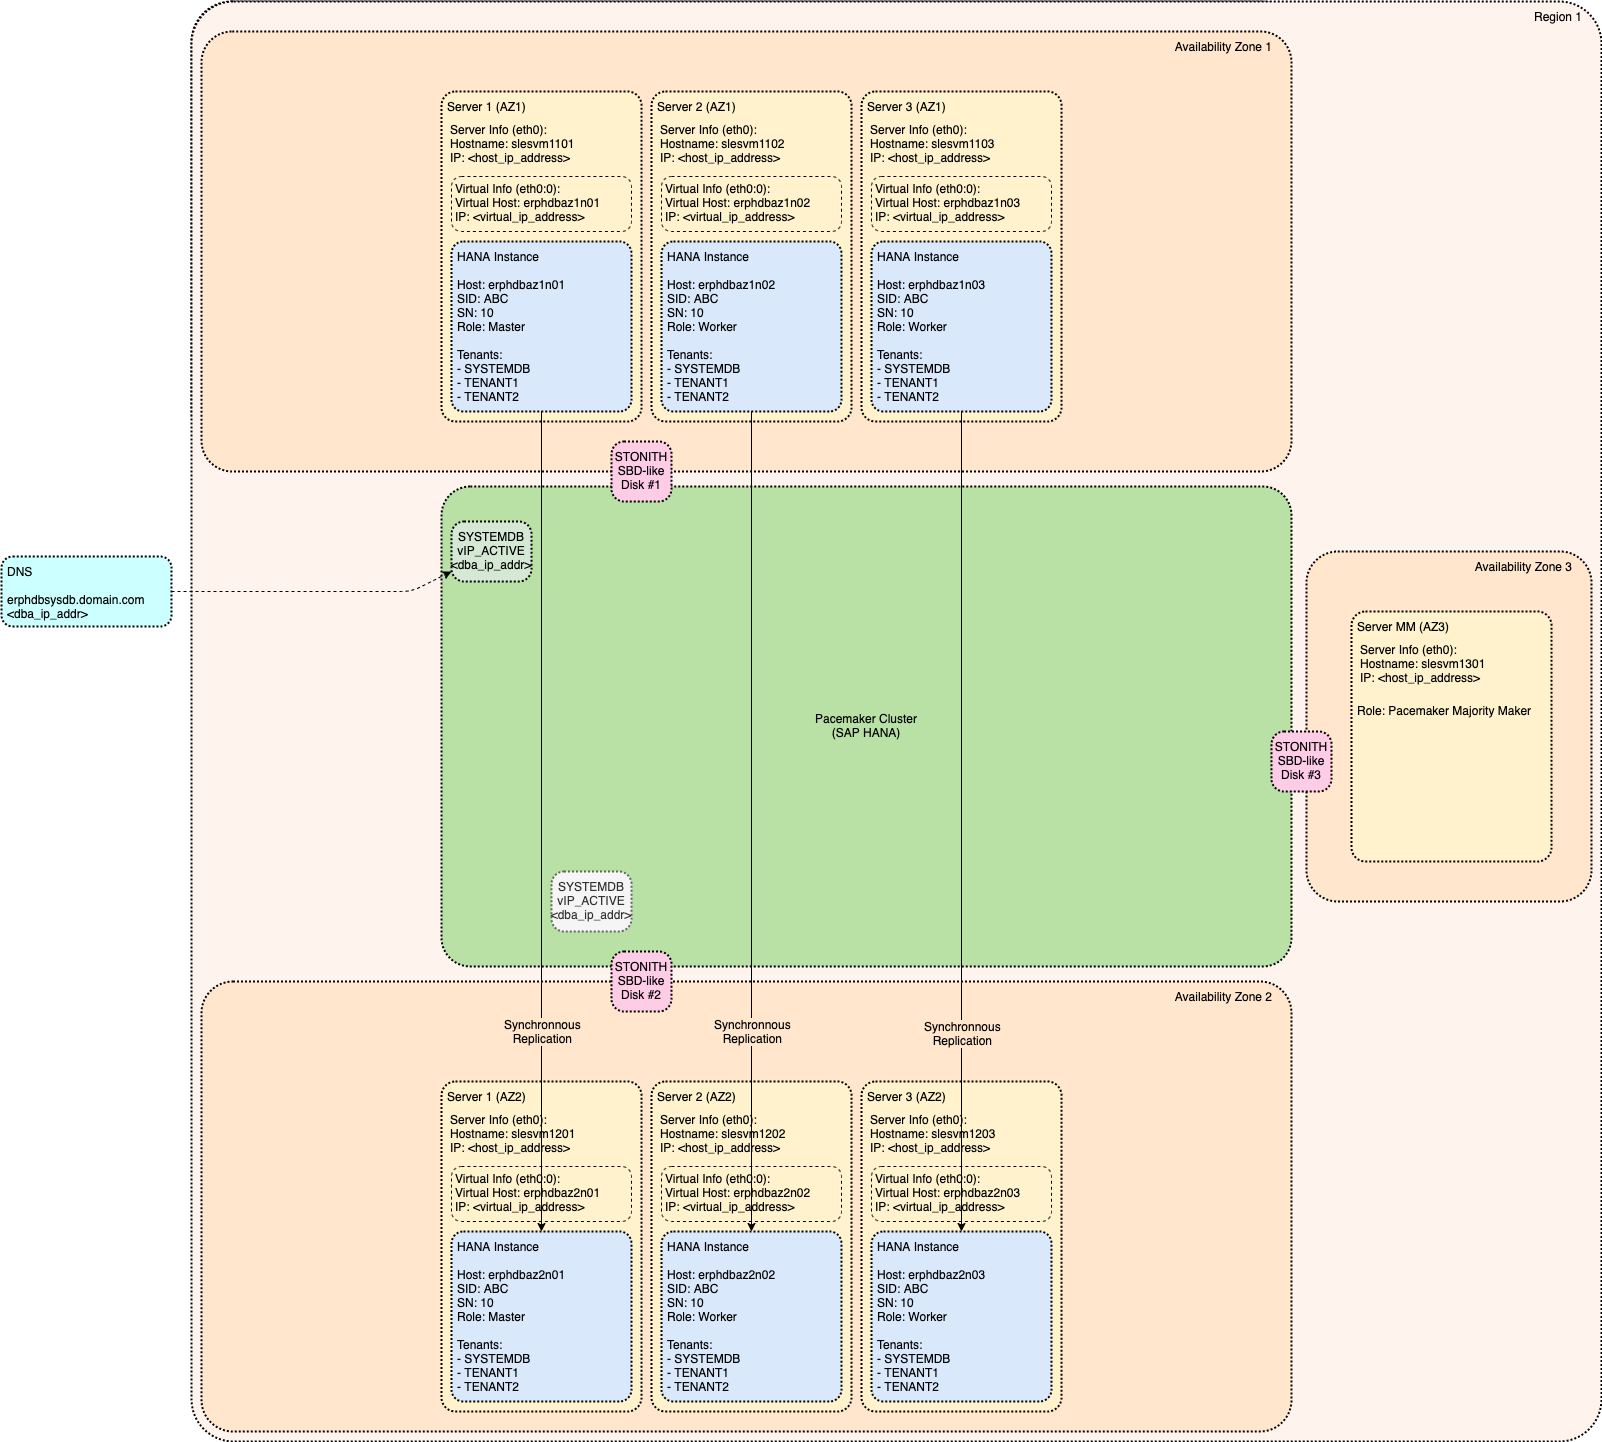 Region 1
Availability Zone 1
Server 1 (AZ1)
Server Info (eth0):
Hostname: slesvm1101
IP: <host_ip_address>
Virtual Info (eth0:0):
Virtual Host: erphdbaz1n01
IP: <virtual_ip_address>
HANA Instance
Host: erphdbaz1n01
SID: ABC
SN: 10
Role: Master
Tenants:
- SYSTEMDB
- TENANT1
- TENANT2
Server 2 (AZ1)
Server Info (eth0):
Hostname: slesvm1102
IP: <host_ip_address>
Virtual Info (eth0:0):
Virtual Host: erphdbaz1n02
IP: <virtual_ip_address>
HANA Instance
Host: erphdbaz1n02
SID: ABC
SN: 10
Role: Worker
Tenants:
- SYSTEMDB
- TENANT1
- TENANT2
Server 3 (AZ1)
Server Info (eth0):
Hostname: slesvm1103
IP: <host_ip_address>
Virtual Info (eth0:0):
Virtual Host: erphdbaz1n03
IP: <virtual_ip_address>
HANA Instance
Host: erphdbaz1n03
SID: ABC
SN: 10
Role: Worker
Tenants:
- SYSTEMDB
- TENANT1
- TENANT2
STONITH
SBD-like
Disk #1
SYSTEMDB
vIP_ACTIVE
<dba_ip_addr>
DNS
erphdbsysdb.domain.com
<dba_ip_addr>
Availability Zone 3
Server MM (AZ3)
Server Info (eth0):
Hostname: slesvm1301
IP: <host_ip_address>
Role: Pacemaker Majority Maker
Pacemaker Cluster
(SAP HANA)
STONITH
SBD-like
Disk #3
SYSTEMDB
vIP_ACTIVE
<dba_ip_addr>
STONITH
SBD-like
Disk #2
Availability Zone 2
Synchronnous
Replication
Synchronnous
Replication
Synchronnous
Replication
Server 1 (AZ2)
Server Info (eth0):
Hostname: slesvm1201
IP: <host_ip_address>
Virtual Info (eth0:0):
Virtual Host: erphdbaz2n01
IP: <virtual_ip_address>
HANA Instance
Host: erphdbaz2n01
SID: ABC
SN: 10
Role: Master
Tenants:
- SYSTEMDB
- TENANT1
- TENANT2
Server 2 (AZ2)
Server Info (eth0):
Hostname: slesvm1202
IP: <host_ip_address>
Virtual Info (eth0:0):
Virtual Host: erphdbaz2n02
IP: <virtual_ip_address>
HANA Instance
Host: erphdbaz2n02
SID: ABC
SN: 10
Role: Worker
Tenants:
- SYSTEMDB
- TENANT1
- TENANT2
Server 3 (AZ2)
Server Info (eth0):
Hostname: slesvm1203
IP: <host_ip_address>
Virtual Info (eth0:0):
Virtual Host: erphdbaz2n03
IP: <virtual_ip_address>
HANA Instance
Host: erphdbaz2n03
SID: ABC
SN: 10
Role: Worker
Tenants:
- SYSTEMDB
- TENANT1
- TENANT2